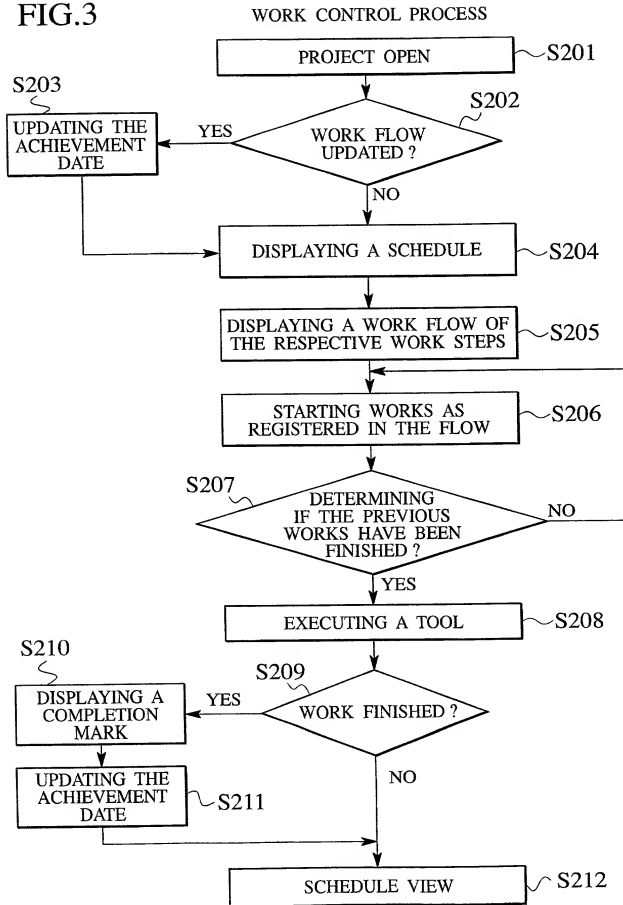 FIG.3
WORK CONTROL PROCESS
PROJECT OPEN
S201
S202
WORK FLOW
UPDATED ?
YES
S203
UPDATING THE
ACHIEVEMENT
DATE
NO
DISPLAYING A SCHEDULE
S204
DISPLAYING A WORK FLOW OF
THE RESPECTIVE WORK STEPS
S205
STARTING WORKS AS
REGISTERED IN THE FLOW
S206
S207
DETERMINING
IF THE PREVIOUS
WORKS HAVE BEEN
FINISHED ?
NO
YES
EXECUTING A TOOL
S208
S209
WORK FINISHED ?
YES
S210
DISPLAYING A
COMPLETION
MARK
UPDATING THE
ACHIEVEMENT
DATE
S211
NO
SCHEDULE VIEW
S212